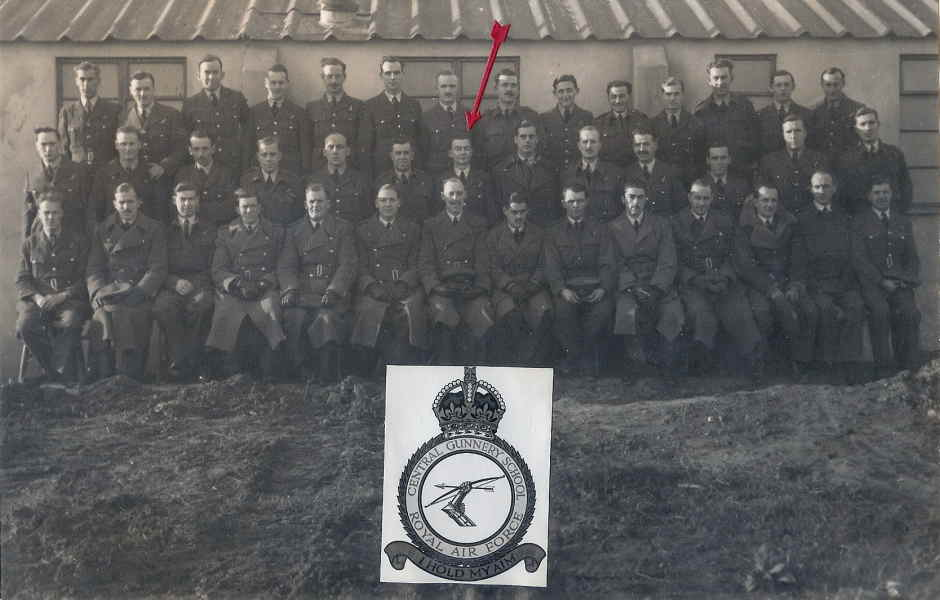 CENTRAL GUNNERY SCHOOL
ROYAL AIR FORCE
I HOLD MY AIM